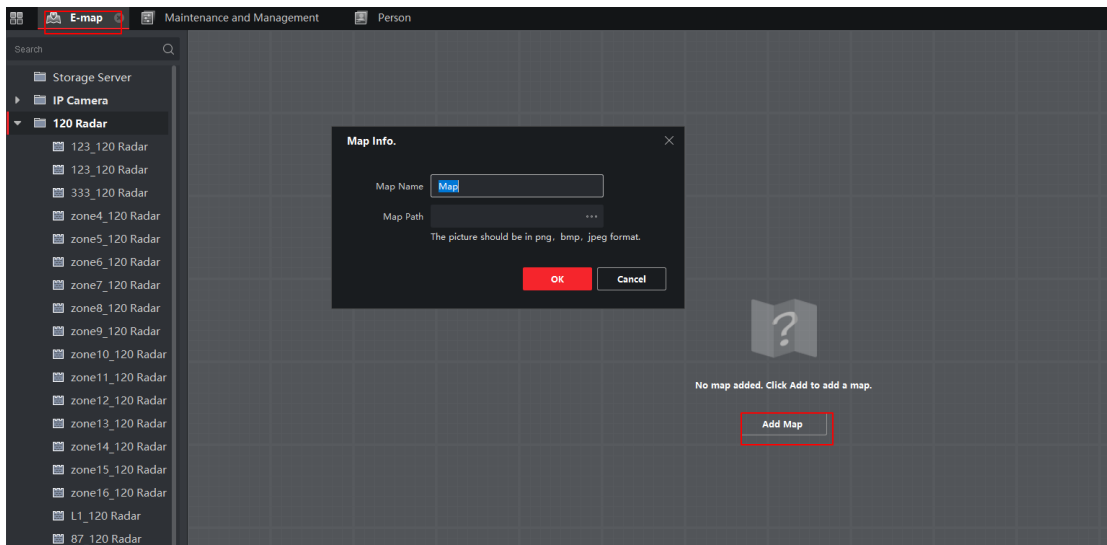 E-map
Maintenance and Management
Person
Search
Storage Server
IP Camera
120 Radar
123_120 Radar
123_120 Radar
333_120 Radar
zone4_120 Radar
zone5_120 Radar
zone6_120 Radar
zone7_120 Radar
zone8_120 Radar
zone9_120 Radar
zone10_120 Radar
zone11_120 Radar
zone12_120 Radar
zone13_120 Radar
zone14_120 Radar
zone15_120 Radar
zone16_120 Radar
L1_120 Radar
87_120 Radar
Map Info.
Map Name Map
Map Path ...
The picture should be in png, bmp, jpeg format.
OK Cancel
No map added. Click Add to add a map.
Add Map